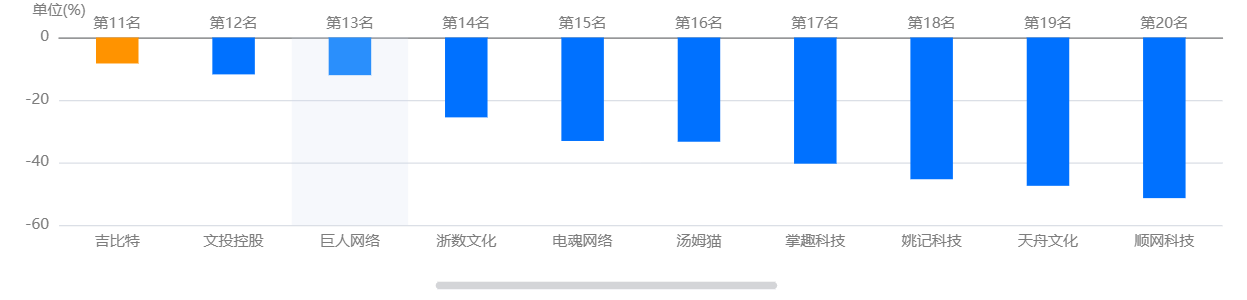 单位(%)
第11名 第12名 第13名 第14名 第15名 第16名 第17名 第18名 第19名 第20名
0
-20
-40
-60
吉比特 文投控股 巨人网络 浙数文化 电魂网络 汤姆猫 掌趣科技 姚记科技 天舟文化 顺网科技